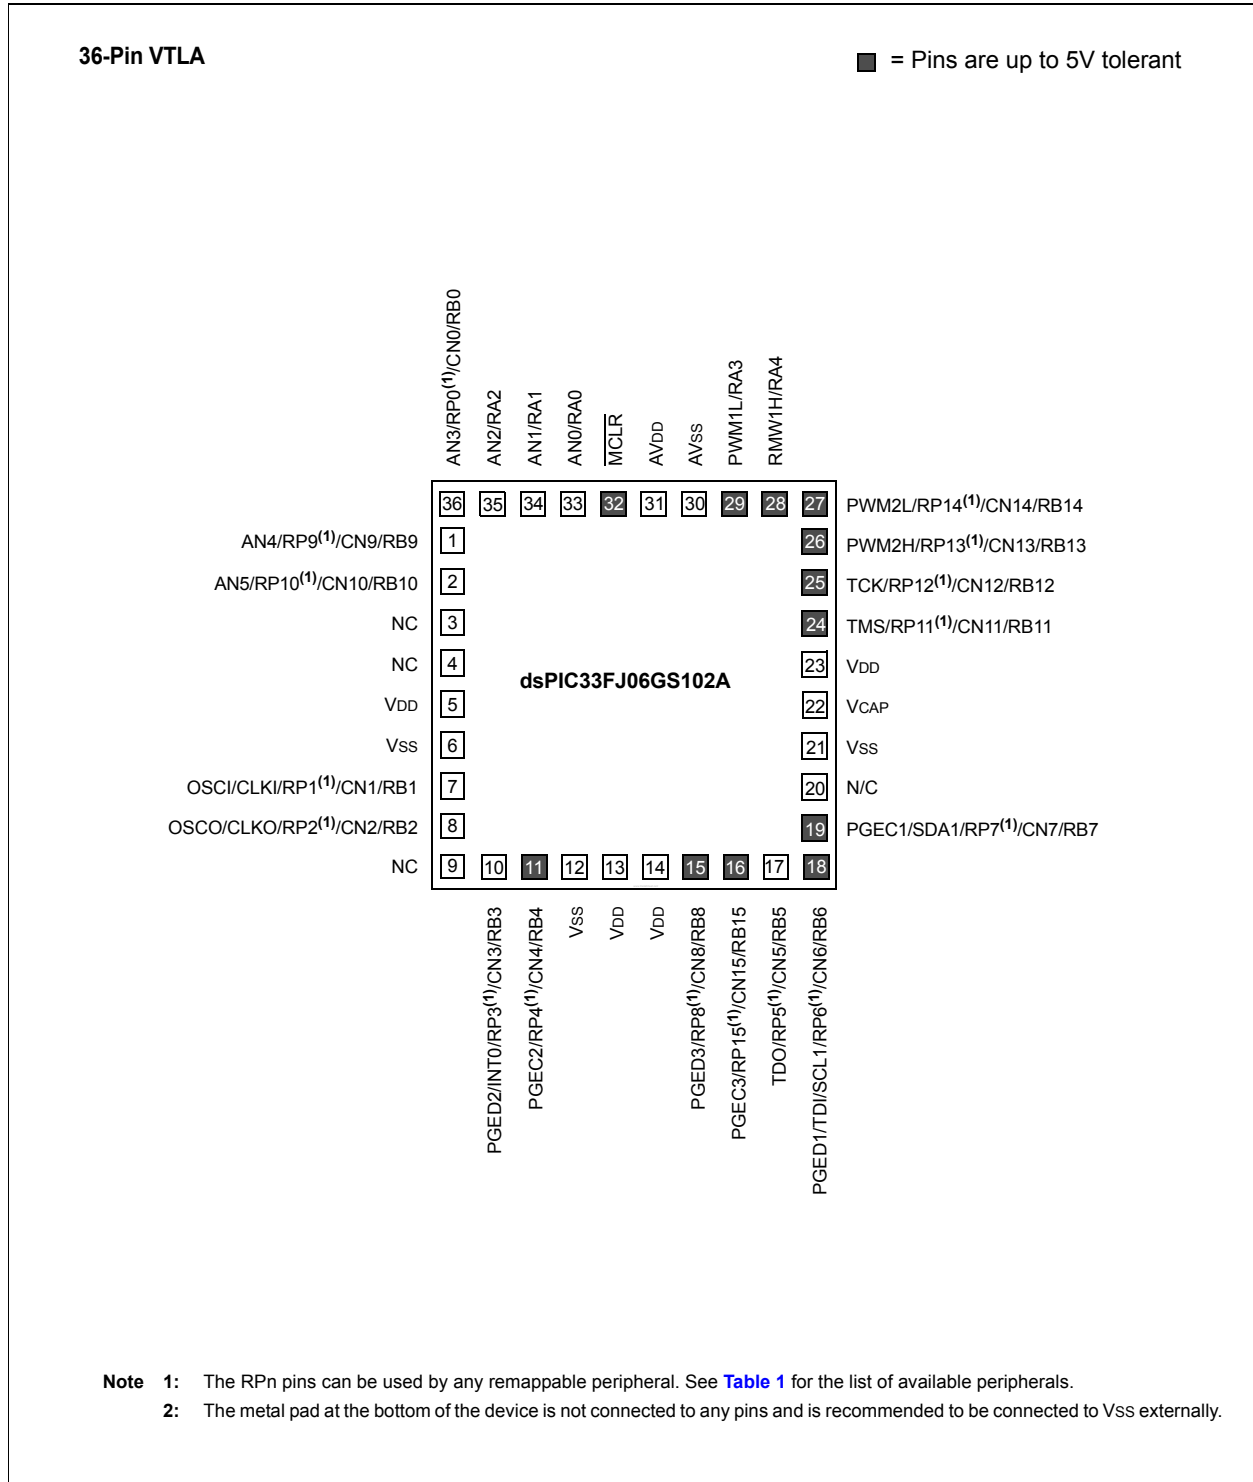 36-Pin VTLA
= Pins are up to 5V tolerant
AN3/RP0(1)/CN0/RB0
AN2/RA2
AN1/RA1
AN0/RA0
MCLR
AVDD
AVSS
PWM1L/RA3
RMW1H/RA4
36 35 34 33 32 31 30 29 28 27 PWM2L/RP14(1)/CN14/RB14
AN4/RP9(1)/CN9/RB9 1 26 PWM2H/RP13(1)/CN13/RB13
AN5/RP10(1)/CN10/RB10 2 25 TCK/RP12(1)/CN12/RB12
NC 3 24 TMS/RP11(1)/CN11/RB11
NC 4 dsPIC33FJ06GS102A 23 VDD
VDD 5 22 VCAP
VSS 6 21 VSS
OSCI/CLKI/RP1(1)/CN1/RB1 7 20 N/C
OSCO/CLKO/RP2(1)/CN2/RB2 8 19 PGEC1/SDA1/RP7(1)/CN7/RB7
NC 9 10 11 12 13 14 15 16 17 18
PGED2/INT0/RP3(1)/CN3/RB3
PGEC2/RP4(1)/CN4/RB4
VSS
VDD
VDD
PGED3/RP8(1)/CN8/RB8
PGEC3/RP15(1)/CN15/RB15
TDO/RP5(1)/CN5/RB5
PGED1/TDI/SCL1/RP6(1)/CN6/RB6
Note 1: The RPn pins can be used by any remappable peripheral. See Table 1 for the list of available peripherals.
2: The metal pad at the bottom of the device is not connected to any pins and is recommended to be connected to VSS externally.